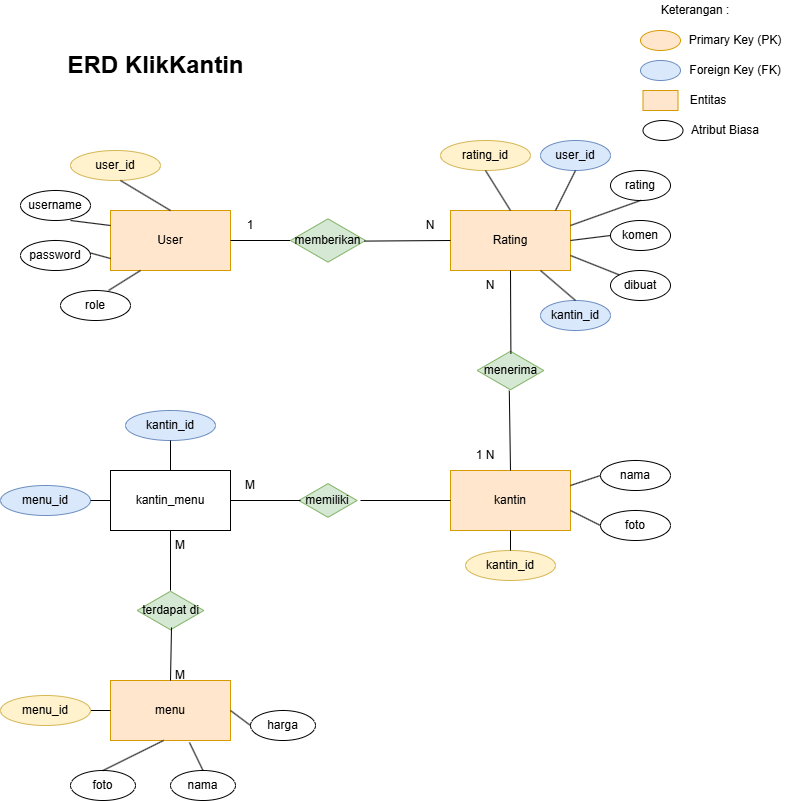 Keterangan :
Primary Key (PK)
ERD KlikKantin
Foreign Key (FK)
Entitas
Atribut Biasa
user_id
rating_id
user_id
username
rating
User
1
memberikan
N
Rating
komen
password
role
N
dibuat
kantin_id
menerima
kantin_id
1 N
nama
menu_id
kantin_menu
M
memiliki
kantin
foto
M
kantin_id
terdapat di
M
menu_id
menu
harga
foto
nama